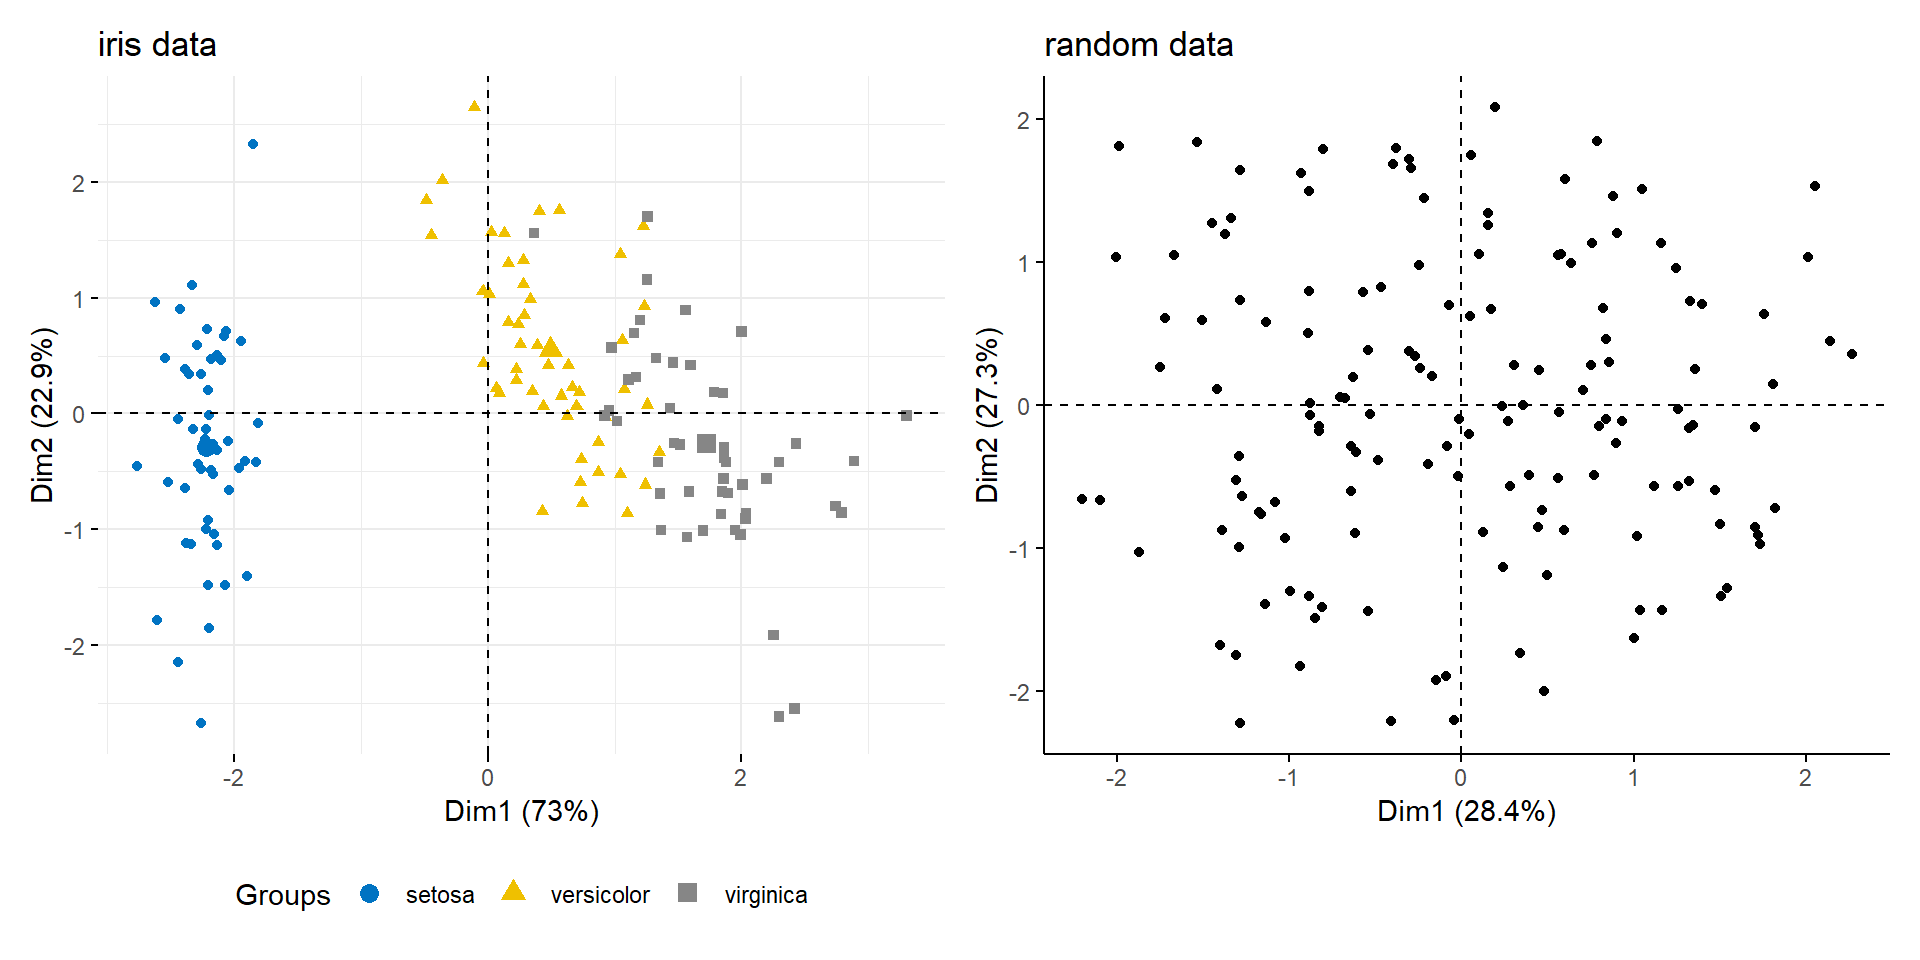 iris data
random data
Dim2 (22.9%)
2
1
0
-1
-2
-2
0
2
Dim1 (73%)
Dim2 (27.3%)
2
1
0
-1
-2
-2
-1
0
1
2
Dim1 (28.4%)
Groups setosa versicolor virginica